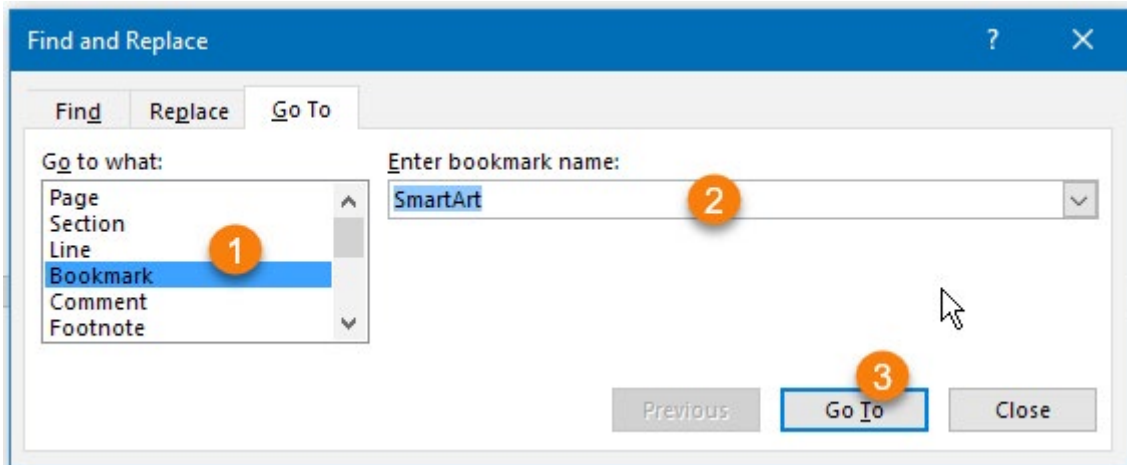 Find and Replace ?
Find Replace Go To
Go to what:
Page
Section
Line
Bookmark
Comment
Footnote
1
Enter bookmark name:
SmartArt
2
3
Previous Go To Close